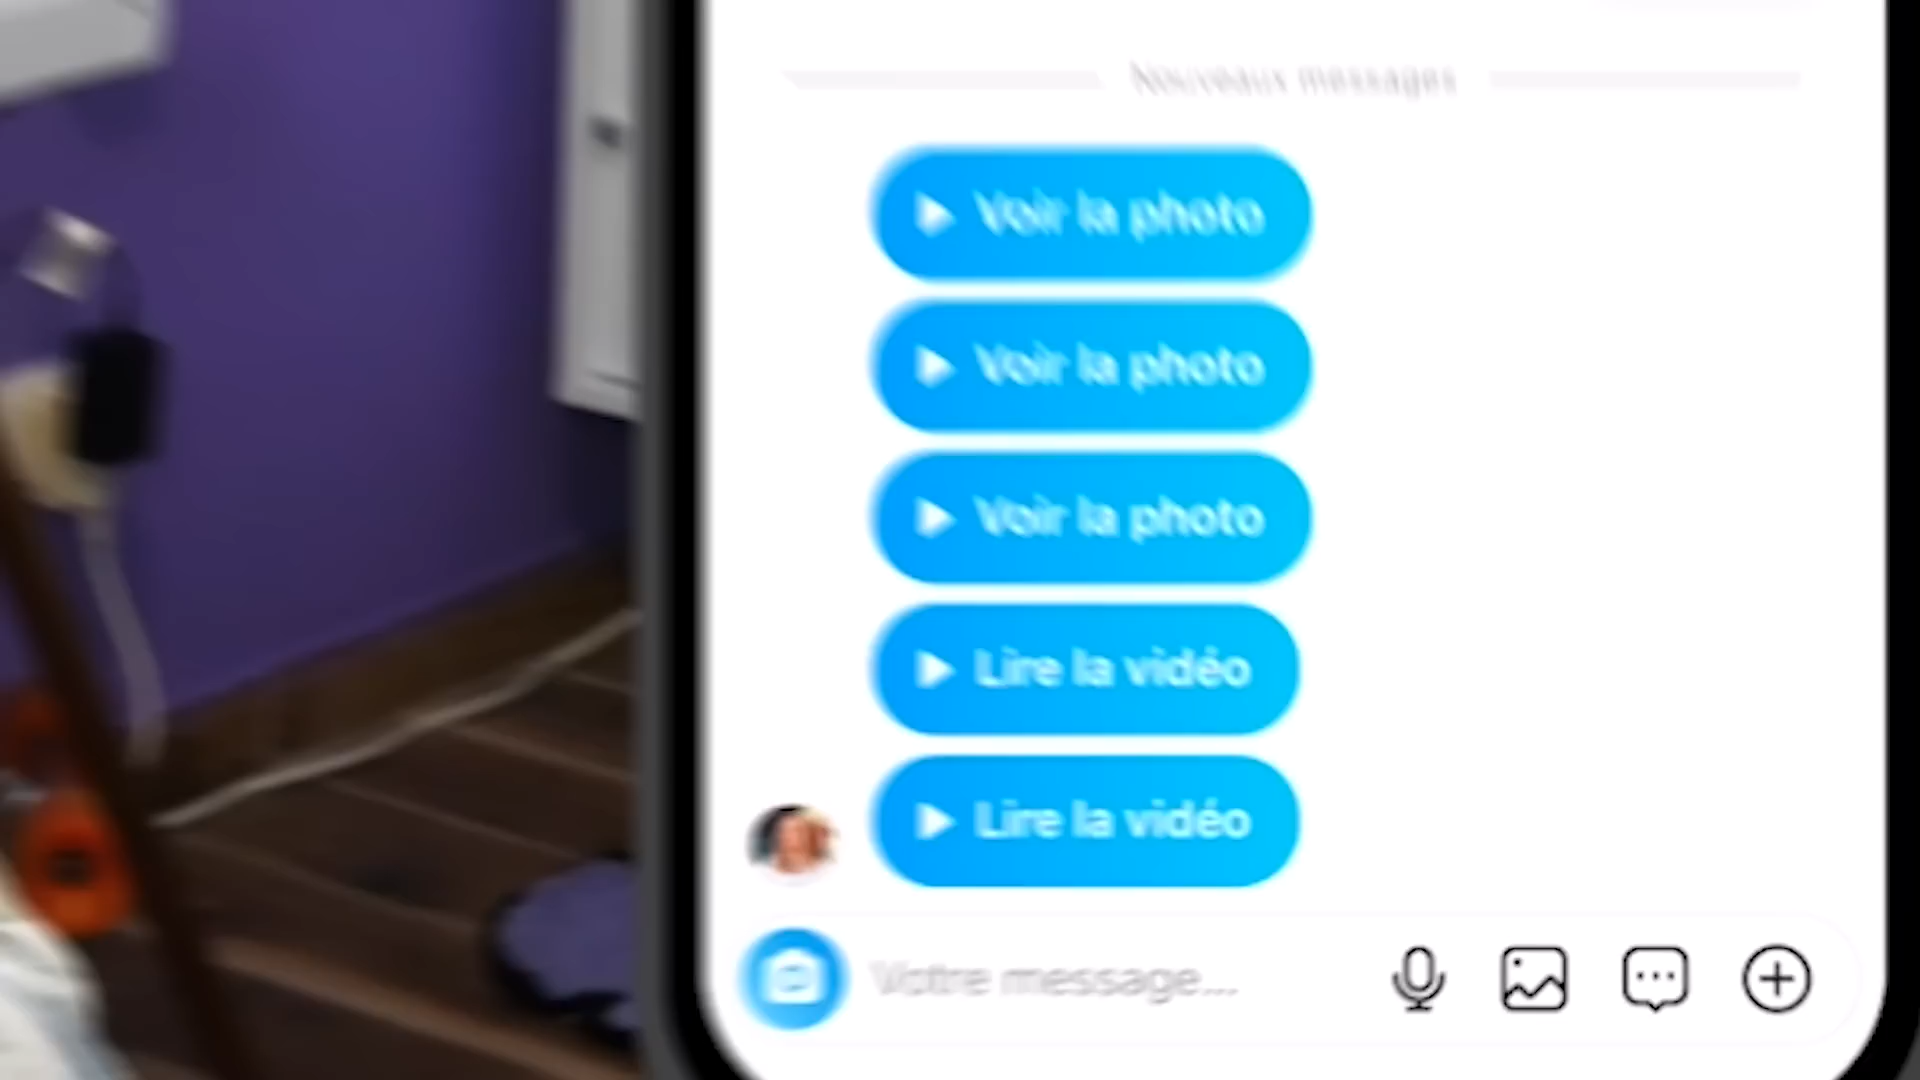 Nouveaux messages
Voir la photo
Voir la photo
Voir la photo
Lire la vidéo
Lire la vidéo
Votre message...